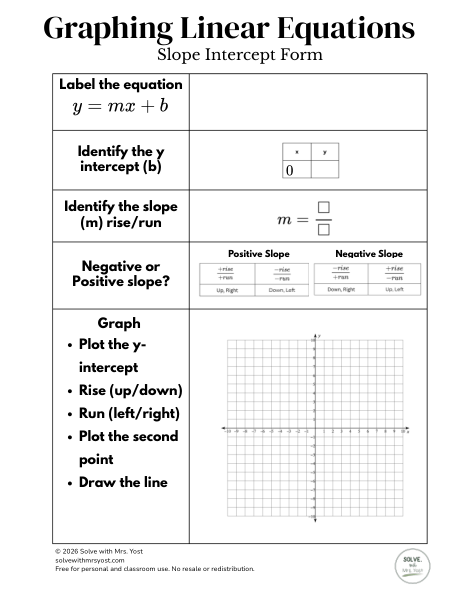 Graphing Linear Equations
Slope Intercept Form
Label the equation
y = mx + b
Identify the y
intercept (b)
x y
0
Identify the slope
(m) rise/run
m = □/□
Negative or
Positive slope?
Positive Slope
+rise/+run −rise/−run
Up, Right Down, Left
Negative Slope
−rise/+run +rise/−run
Down, Right Up, Left
Graph
• Plot the y-
intercept
• Rise (up/down)
• Run (left/right)
• Plot the second
point
• Draw the line
y
x
© 2026 Solve with Mrs. Yost
solvewithmrsyost.com
Free for personal and classroom use. No resale or redistribution.
SOLVE.
with
Mrs. Yost